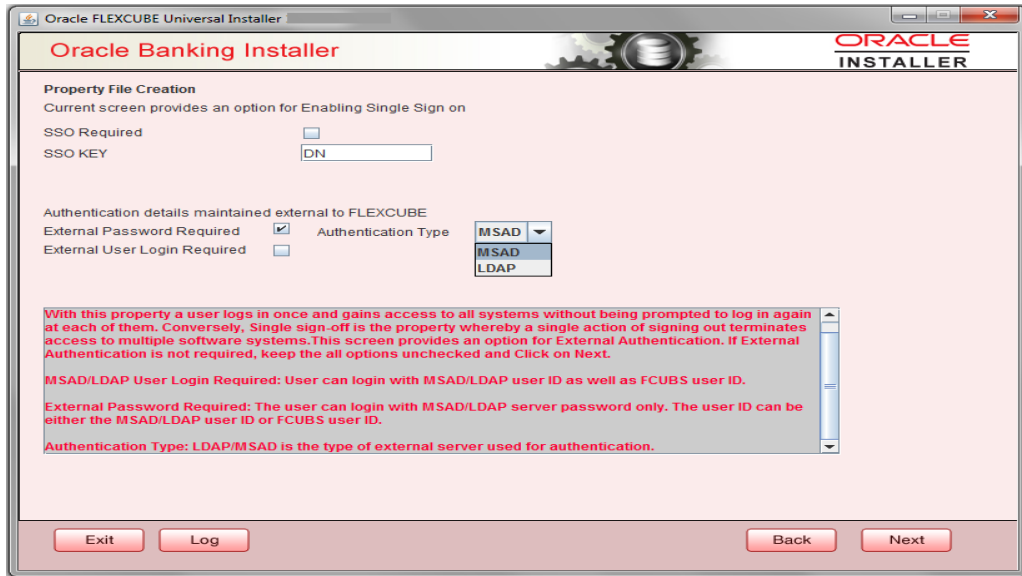 Oracle FLEXCUBE Universal Installer
Oracle Banking Installer
ORACLE
INSTALLER
Property File Creation
Current screen provides an option for Enabling Single Sign on
SSO Required
SSO KEY
DN
Authentication details maintained external to FLEXCUBE
External Password Required
Authentication Type
MSAD
External User Login Required
MSAD
LDAP
With this property a user logs in once and gains access to all systems without being prompted to log in again
at each of them. Conversely, Single sign-off is the property whereby a single action of signing out terminates
access to multiple software systems.This screen provides an option for External Authentication. If External
Authentication is not required, keep the all options unchecked and Click on Next.
MSAD/LDAP User Login Required: User can login with MSAD/LDAP user ID as well as FCUBS user ID.
External Password Required: The user can login with MSAD/LDAP server password only. The user ID can be
either the MSAD/LDAP user ID or FCUBS user ID.
Authentication Type: LDAP/MSAD is the type of external server used for authentication.
Exit
Log
Back
Next